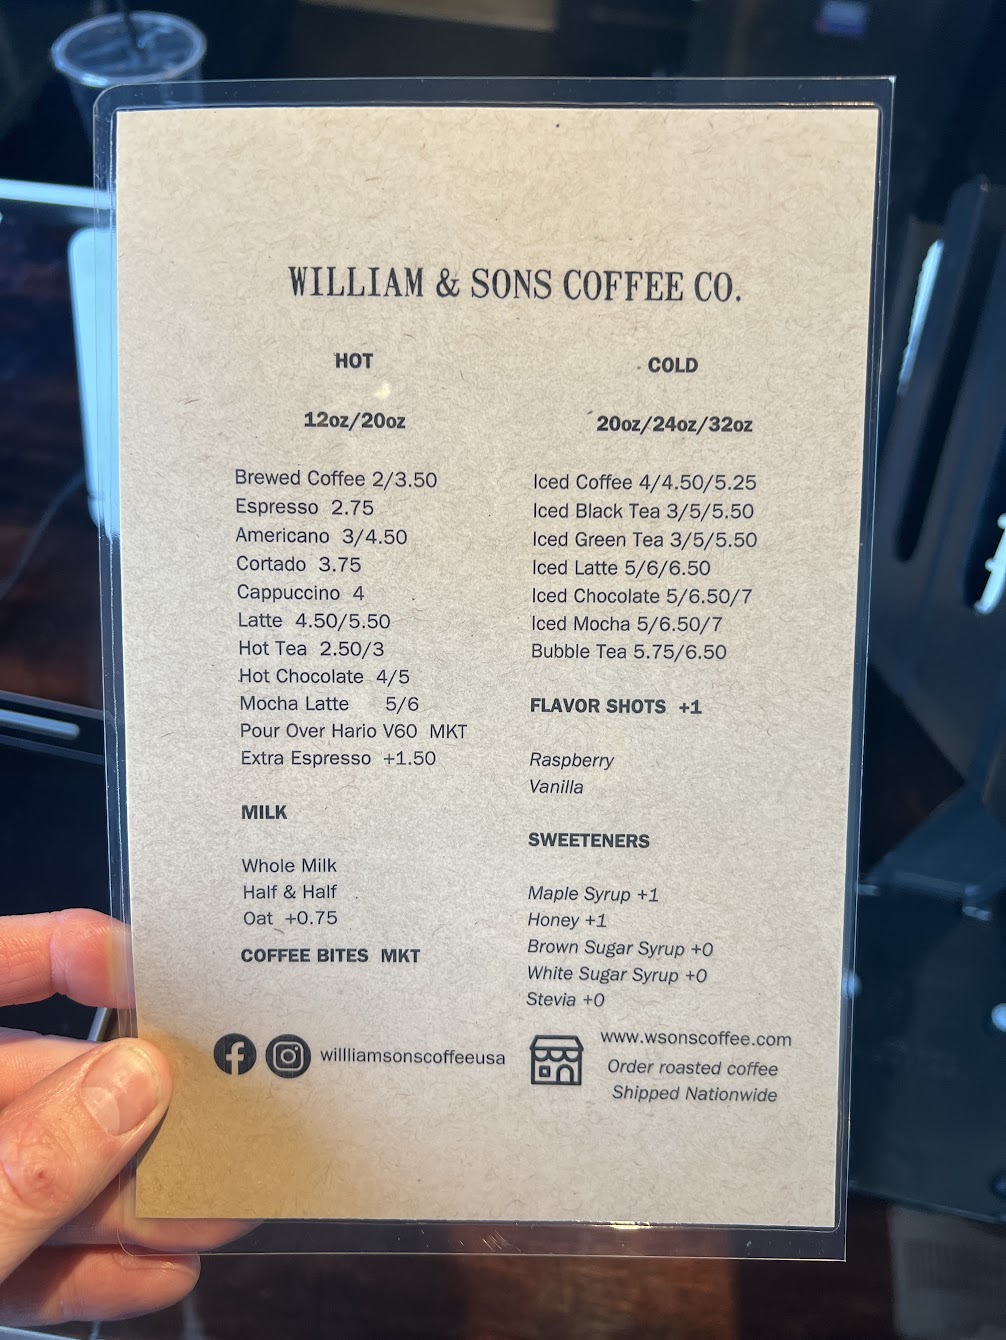 WILLIAM & SONS COFFEE CO.
HOT
12oz/20oz
Brewed Coffee 2/3.50
Espresso 2.75
Americano 3/4.50
Cortado 3.75
Cappuccino 4
Latte 4.50/5.50
Hot Tea 2.50/3
Hot Chocolate 4/5
Mocha Latte 5/6
Pour Over Hario V60 MKT
Extra Espresso +1.50
MILK
Whole Milk
Half & Half
Oat +0.75
COFFEE BITES MKT
willliamsonscoffeeusa
COLD
20oz/24oz/32oz
Iced Coffee 4/4.50/5.25
Iced Black Tea 3/5/5.50
Iced Green Tea 3/5/5.50
Iced Latte 5/6/6.50
Iced Chocolate 5/6.50/7
Iced Mocha 5/6.50/7
Bubble Tea 5.75/6.50
FLAVOR SHOTS +1
Raspberry
Vanilla
SWEETENERS
Maple Syrup +1
Honey +1
Brown Sugar Syrup +0
White Sugar Syrup +0
Stevia +0
www.wsonscoffee.com
Order roasted coffee
Shipped Nationwide